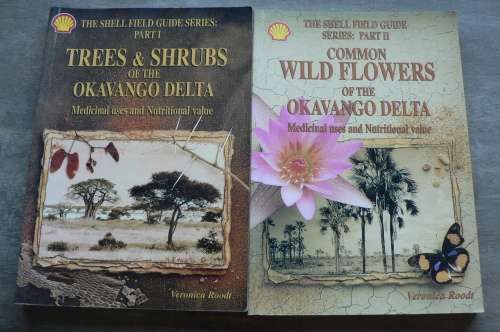 THE SHELL FIELD GUIDE SERIES:
PART I
TREES & SHRUBS
OF THE
OKAVANGO DELTA
Medicinal uses and Nutritional value
Veronica Roodt
THE SHELL FIELD GUIDE
SERIES: PART II
COMMON
WILD FLOWERS
OF THE
OKAVANGO DELTA
Medicinal uses and Nutritional value
Veronica Roodt